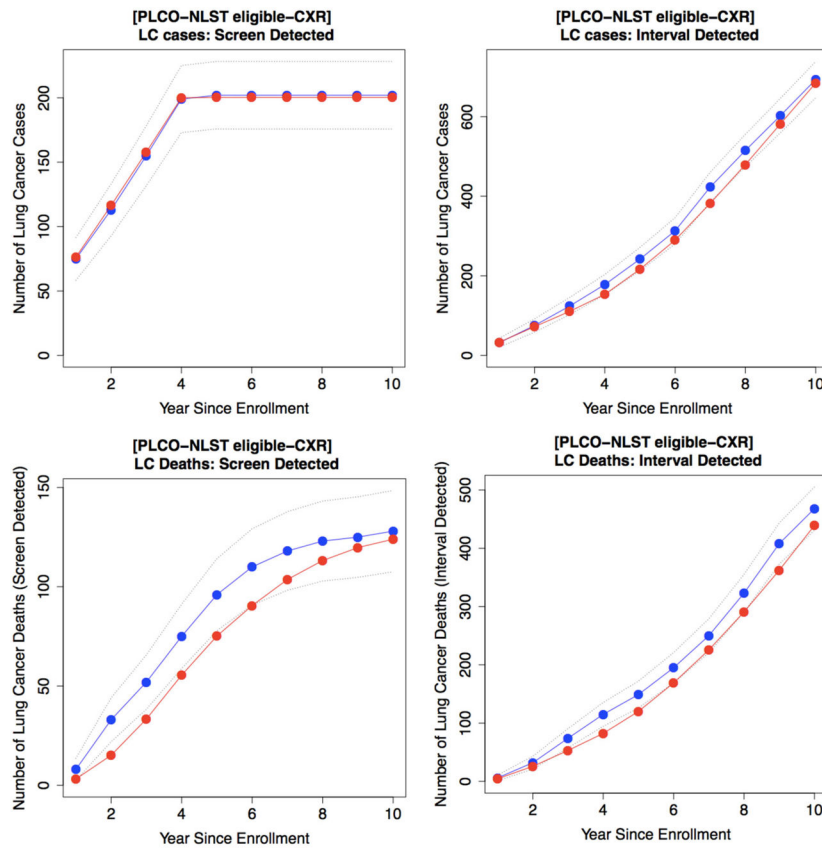 [PLCO−NLST eligible−CXR]
LC cases: Screen Detected
Number of Lung Cancer Cases
200
150
100
50
0
2
4
6
8
10
Year Since Enrollment
[PLCO−NLST eligible−CXR]
LC cases: Interval Detected
Number of Lung Cancer Cases
600
400
200
0
2
4
6
8
10
Year Since Enrollment
[PLCO−NLST eligible−CXR]
LC Deaths: Screen Detected
Number of Lung Cancer Deaths (Screen Detected)
150
100
50
0
2
4
6
8
10
Year Since Enrollment
[PLCO−NLST eligible−CXR]
LC Deaths: Interval Detected
Number of Lung Cancer Deaths (Interval Detected)
500
400
300
200
100
0
2
4
6
8
10
Year Since Enrollment